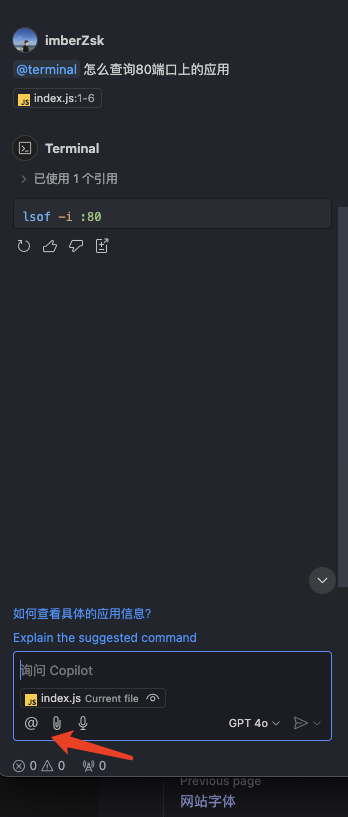 imberZsk
@terminal 怎么查询80端口上的应用
JS index.js:1-6
Terminal
已使用 1 个引用
lsof -i :80
如何查看具体的应用信息?
Explain the suggested command
询问 Copilot
JS index.js Current file
@ GPT 4o
0 0 0
Previous page
网站字体